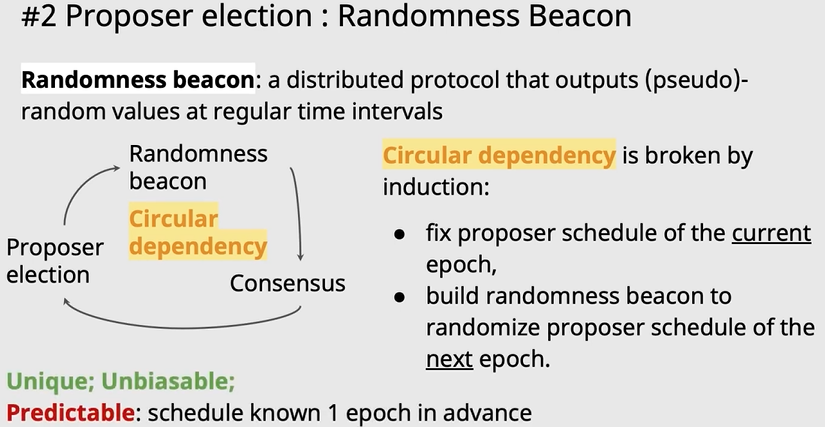 #2 Proposer election : Randomness Beacon
Randomness beacon: a distributed protocol that outputs (pseudo)-
random values at regular time intervals
Randomness
beacon
Circular
dependency
Proposer
election
Consensus
Circular dependency is broken by
induction:
● fix proposer schedule of the current
epoch,
● build randomness beacon to
randomize proposer schedule of the
next epoch.
Unique; Unbiasable;
Predictable: schedule known 1 epoch in advance